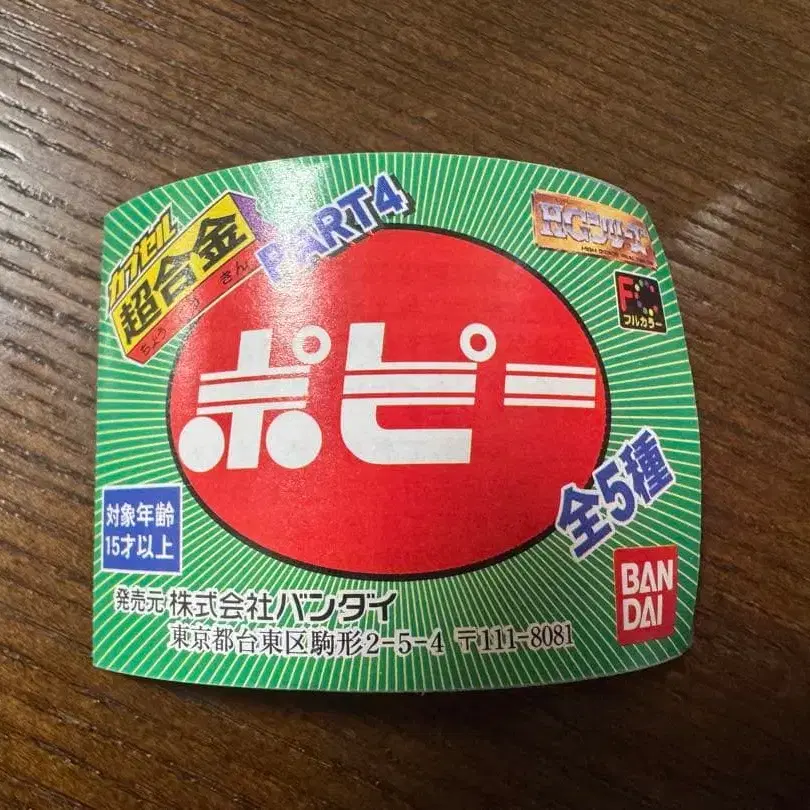 カプセル
超合金
ちょうごうきん
PART4
HGシリーズ
フルカラー
ポピー
全5種
対象年齢
15才以上
BAN
DAI
発売元 株式会社バンダイ
東京都台東区駒形2-5-4 〒111-8081